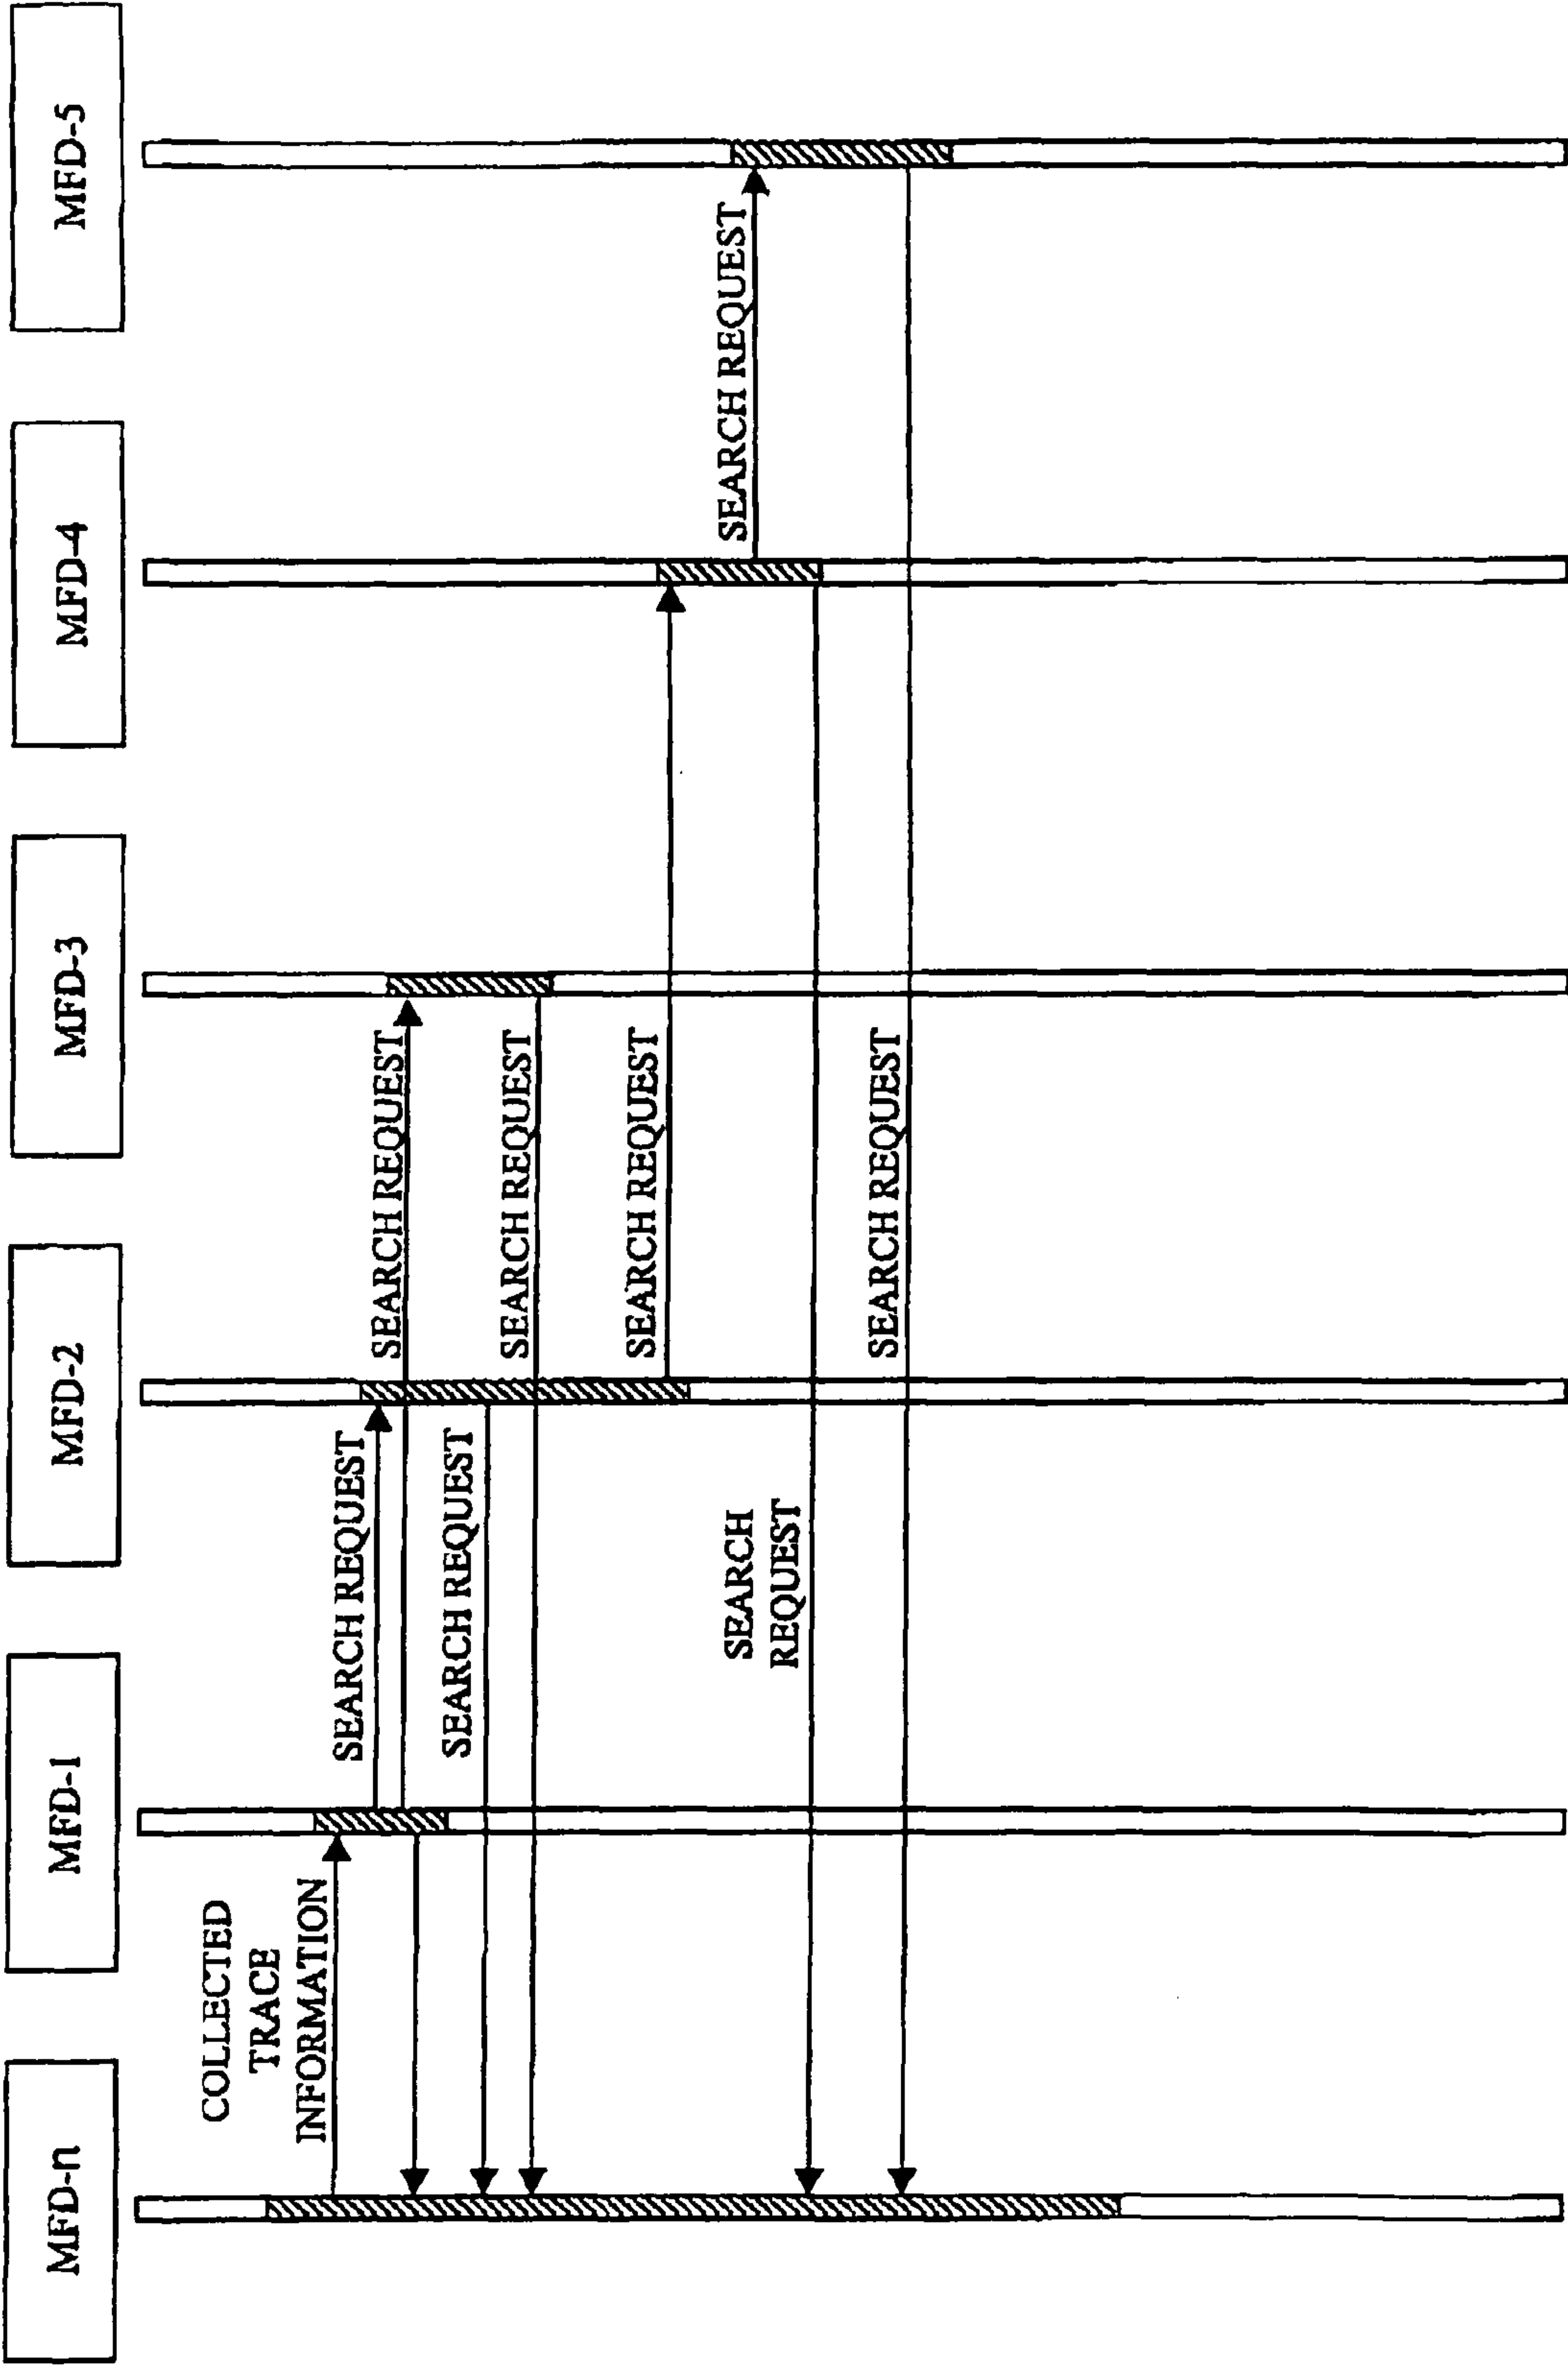 MFD-n
MFD-1
MFD-2
MFD-3
MFD-4
MFD-5
COLLECTED
TRACE
INFORMATION
SEARCH REQUEST
SEARCH REQUEST
SEARCH REQUEST
SEARCH REQUEST
SEARCH REQUEST
SEARCH REQUEST
SEARCH
REQUEST
SEARCH REQUEST